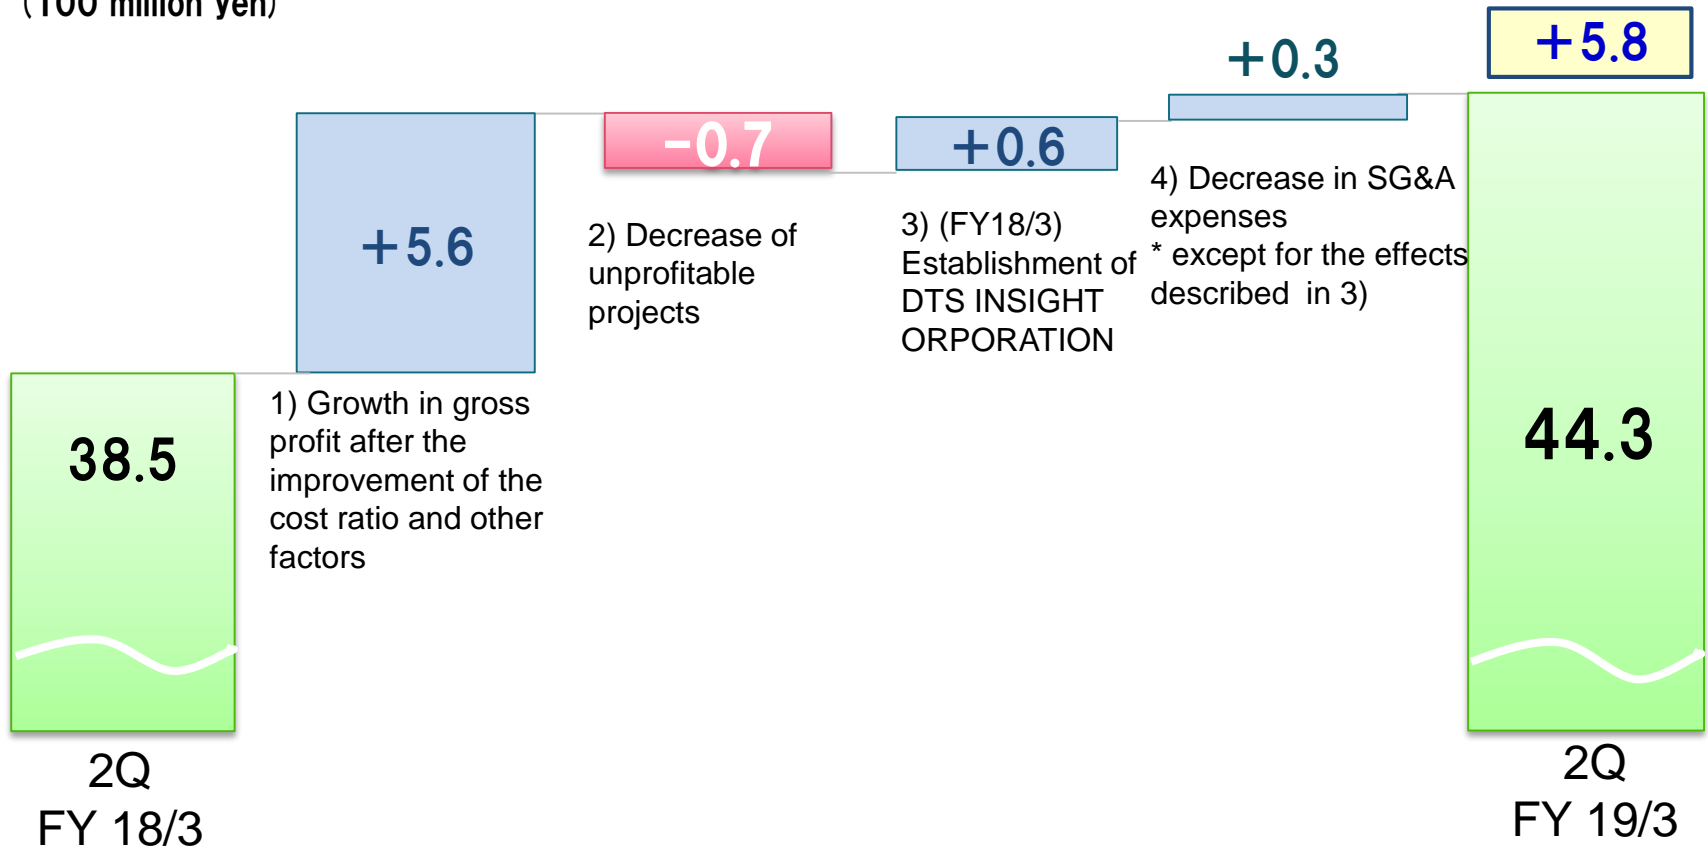 (100 million yen)
+5.8
+0.3
-0.7
+0.6
+5.6
4) Decrease in SG&A
expenses
* except for the effects
described in 3)
3) (FY18/3)
Establishment of
DTS INSIGHT
ORPORATION
2) Decrease of
unprofitable
projects
1) Growth in gross
profit after the
improvement of the
cost ratio and other
factors
38.5
44.3
2Q
FY 18/3
2Q
FY 19/3